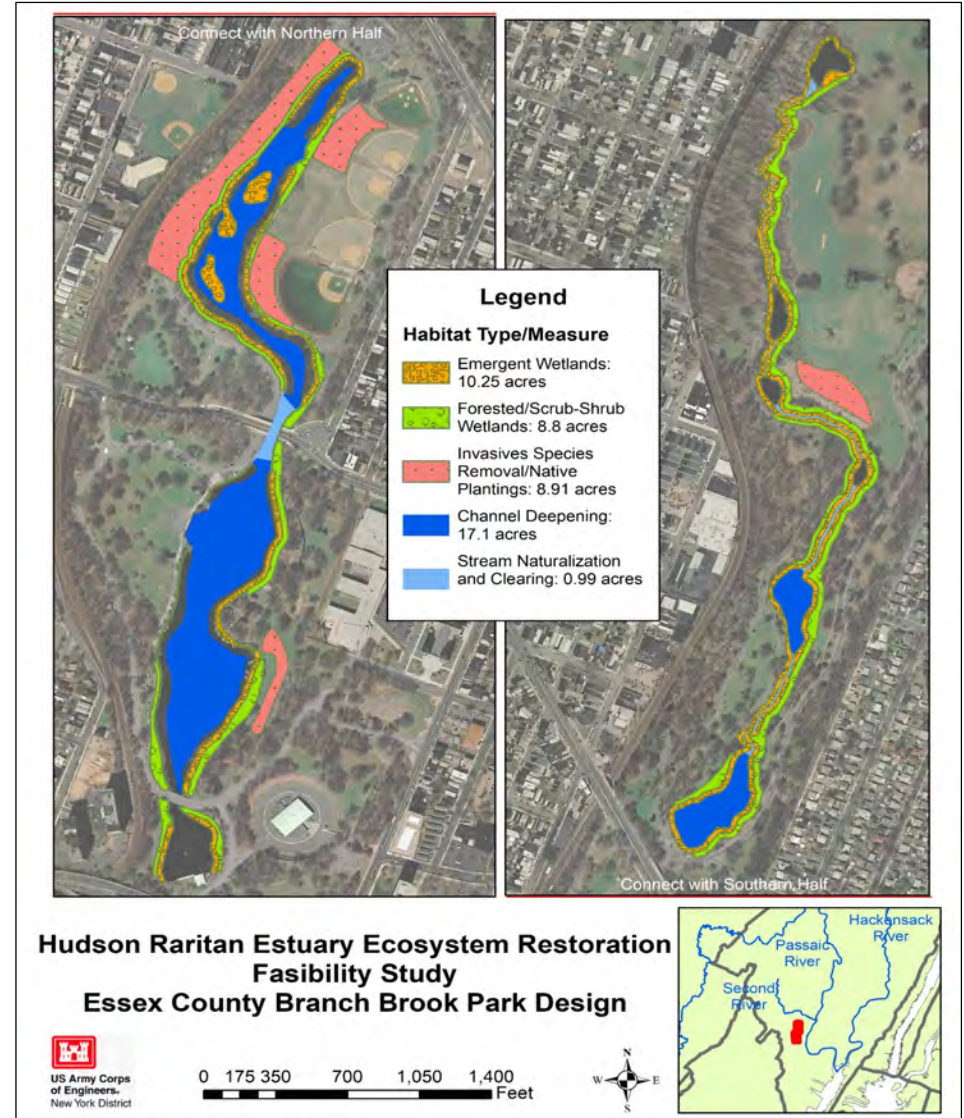 Connect with Northern Half
Connect with Southern Half
Legend
Habitat Type/Measure
Emergent Wetlands:
10.25 acres
Forested/Scrub-Shrub
Wetlands: 8.8 acres
Invasives Species
Removal/Native
Plantings: 8.91 acres
Channel Deepening:
17.1 acres
Stream Naturalization
and Clearing: 0.99 acres
Hudson Raritan Estuary Ecosystem Restoration
Fasibility Study
Essex County Branch Brook Park Design
US Army Corps
of Engineers®
New York District
0 175 350 700 1,050 1,400
Feet
N
W E
S
Hackensack
River
Passaic
River
Second
River